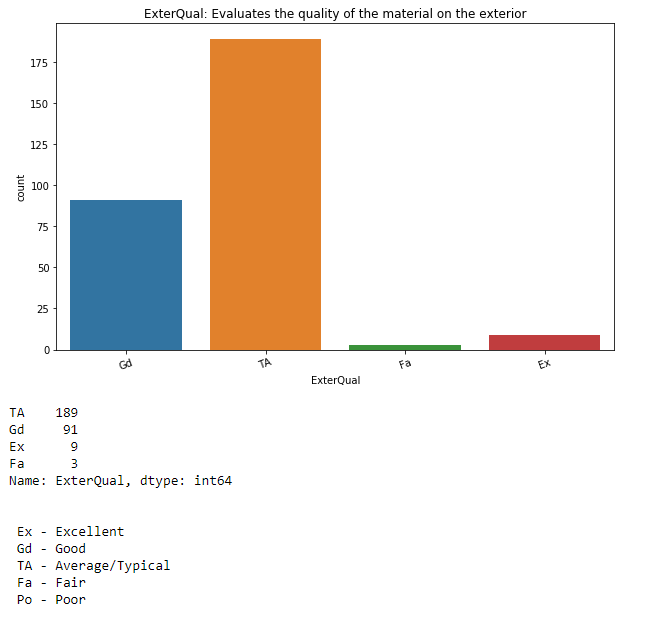 ExterQual: Evaluates the quality of the material on the exterior
175
150
125
100
75
50
25
0
count
Gd TA Fa Ex
ExterQual
TA 189
Gd 91
Ex 9
Fa 3
Name: ExterQual, dtype: int64
Ex - Excellent
Gd - Good
TA - Average/Typical
Fa - Fair
Po - Poor